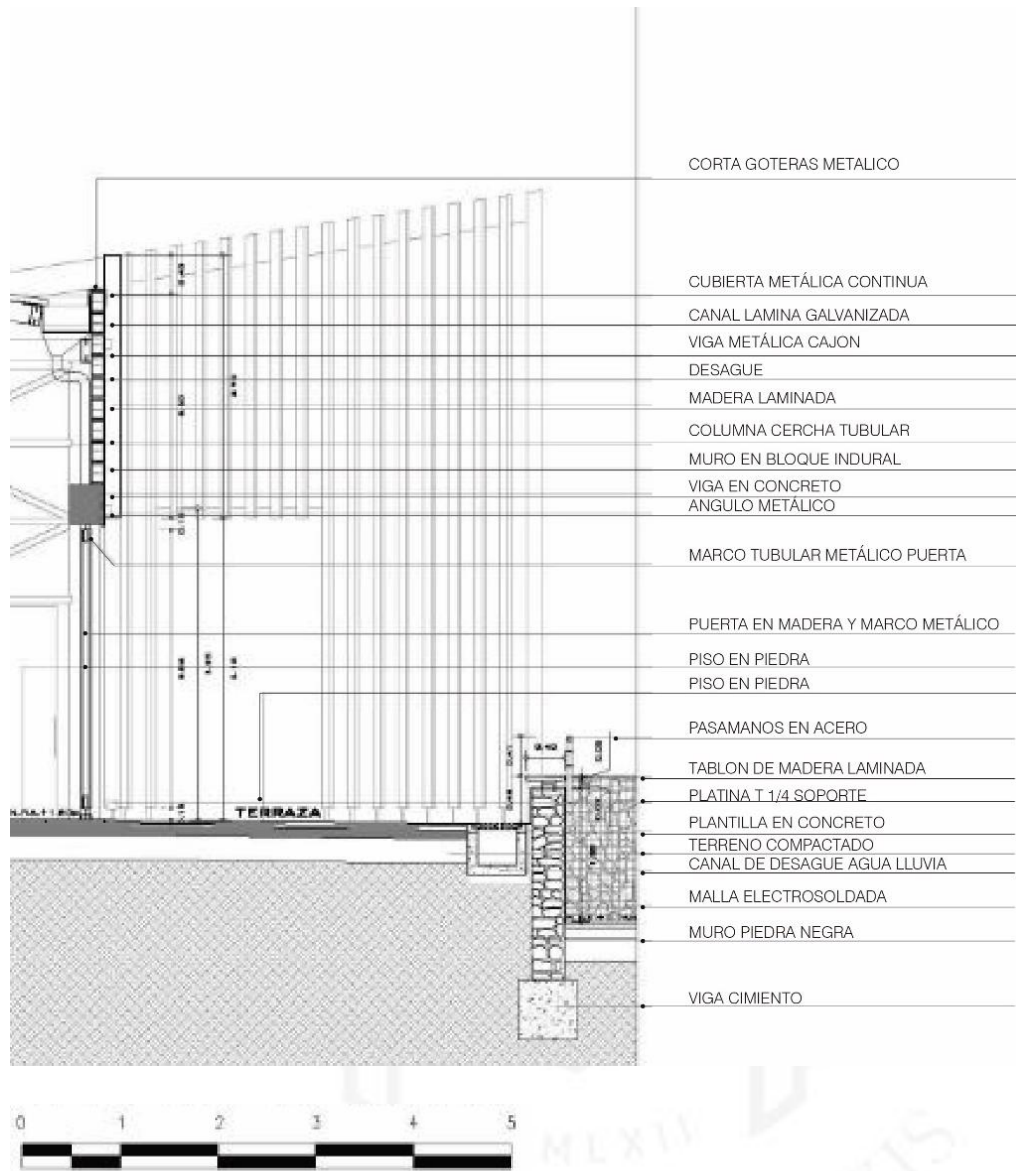 CORTA GOTERAS METALICO
CUBIERTA METÁLICA CONTINUA
CANAL LAMINA GALVANIZADA
VIGA METÁLICA CAJON
DESAGUE
MADERA LAMINADA
COLUMNA CERCHA TUBULAR
MURO EN BLOQUE INDURAL
VIGA EN CONCRETO
ANGULO METÁLICO
MARCO TUBULAR METÁLICO PUERTA
PUERTA EN MADERA Y MARCO METÁLICO
PISO EN PIEDRA
PISO EN PIEDRA
PASAMANOS EN ACERO
TABLON DE MADERA LAMINADA
PLATINA T 1/4 SOPORTE
PLANTILLA EN CONCRETO
TERRENO COMPACTADO
CANAL DE DESAGUE AGUA LLUVIA
MALLA ELECTROSOLDADA
MURO PIEDRA NEGRA
VIGA CIMIENTO
TERRAZA
0 1 2 3 4 5